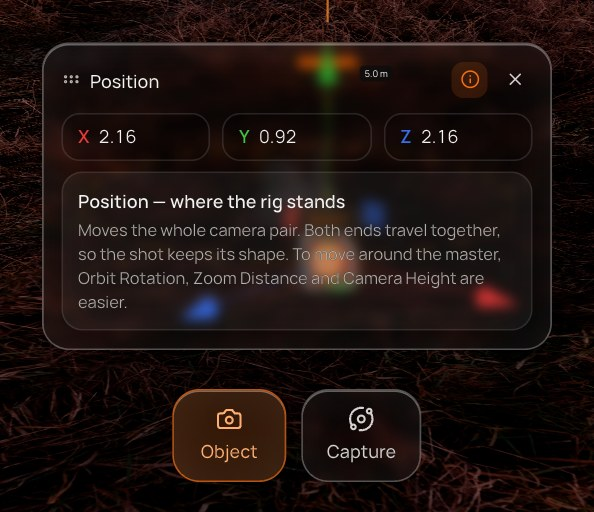 5.0 m
Position
X 2.16
Y 0.92
Z 2.16
Position — where the rig stands
Moves the whole camera pair. Both ends travel together,
so the shot keeps its shape. To move around the master,
Orbit Rotation, Zoom Distance and Camera Height are
easier.
Object
Capture